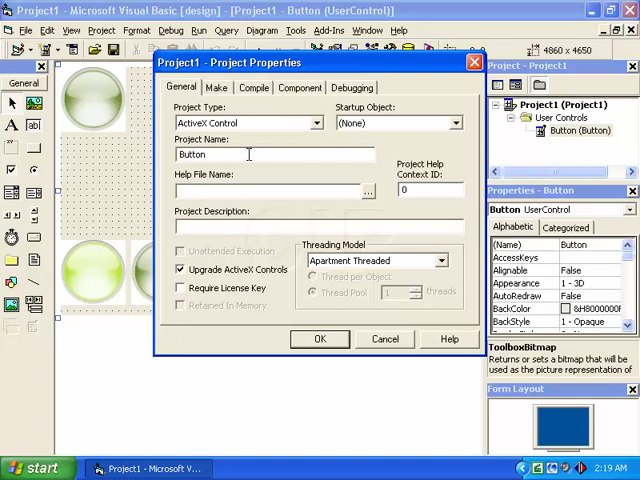 Project1 - Microsoft Visual Basic [design] - [Project1 - Button (UserControl)]
File Edit View Project Format Debug Run Query Diagram Tools Add-Ins Window Help
4860 x 4650
General
Project1 - Project Properties
General Make Compile Component Debugging
Project Type:
ActiveX Control
Startup Object:
(None)
Project Name:
Button
Help File Name:
...
Project Help
Context ID:
0
Project Description:
Unattended Execution
Upgrade ActiveX Controls
Require License Key
Retained In Memory
Threading Model
Apartment Threaded
Thread per Object
Thread Pool 1 threads
OK Cancel Help
Project - Project1
Project1 (Project1)
User Controls
Button (Button)
Properties - Button
Button UserControl
Alphabetic Categorized
(Name) Button
AccessKeys
Alignable False
Appearance 1 - 3D
AutoRedraw False
BackColor &H8000000F
BackStyle 1 - Opaque
ToolboxBitmap
Returns or sets a bitmap that will be
used as the picture representation of
Form Layout
start
Project1 - Microsoft V...
2:19 AM